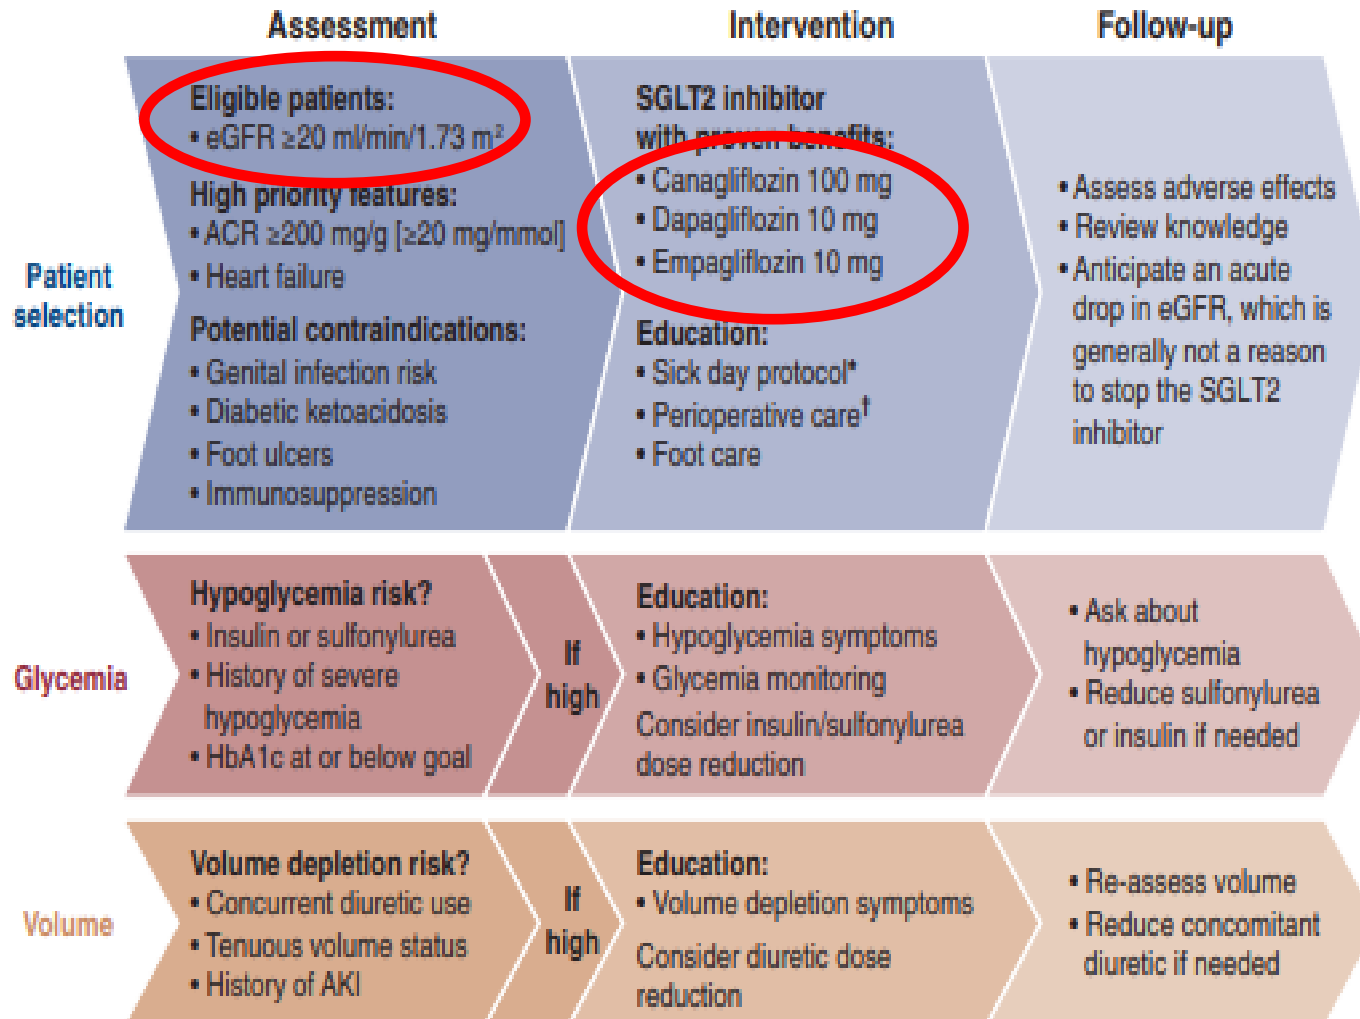 Assessment
Intervention
Follow-up
Patient
selection
Eligible patients:
• eGFR ≥20 ml/min/1.73 m²
High priority features:
• ACR ≥200 mg/g [≥20 mg/mmol]
• Heart failure
Potential contraindications:
• Genital infection risk
• Diabetic ketoacidosis
• Foot ulcers
• Immunosuppression
SGLT2 inhibitor
with proven benefits:
• Canagliflozin 100 mg
• Dapagliflozin 10 mg
• Empagliflozin 10 mg
Education:
• Sick day protocol*
• Perioperative care†
• Foot care
• Assess adverse effects
• Review knowledge
• Anticipate an acute
drop in eGFR, which is
generally not a reason
to stop the SGLT2
inhibitor
Glycemia
Hypoglycemia risk?
• Insulin or sulfonylurea
• History of severe
hypoglycemia
• HbA1c at or below goal
If
high
Education:
• Hypoglycemia symptoms
• Glycemia monitoring
Consider insulin/sulfonylurea
dose reduction
• Ask about
hypoglycemia
• Reduce sulfonylurea
or insulin if needed
Volume
Volume depletion risk?
• Concurrent diuretic use
• Tenuous volume status
• History of AKI
If
high
Education:
• Volume depletion symptoms
Consider diuretic dose
reduction
• Re-assess volume
• Reduce concomitant
diuretic if needed